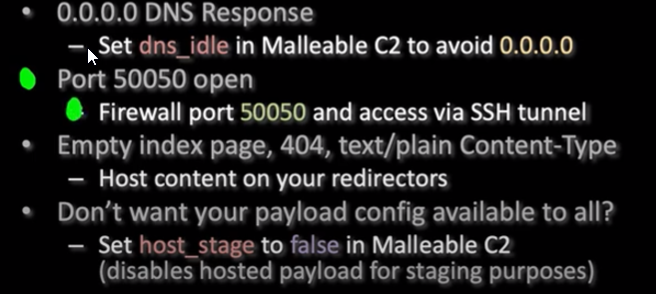 • 0.0.0.0 DNS Response
– Set dns_idle in Malleable C2 to avoid 0.0.0.0
Port 50050 open
Firewall port 50050 and access via SSH tunnel
• Empty index page, 404, text/plain Content-Type
– Host content on your redirectors
• Don't want your payload config available to all?
– Set host_stage to false in Malleable C2
(disables hosted payload for staging purposes)